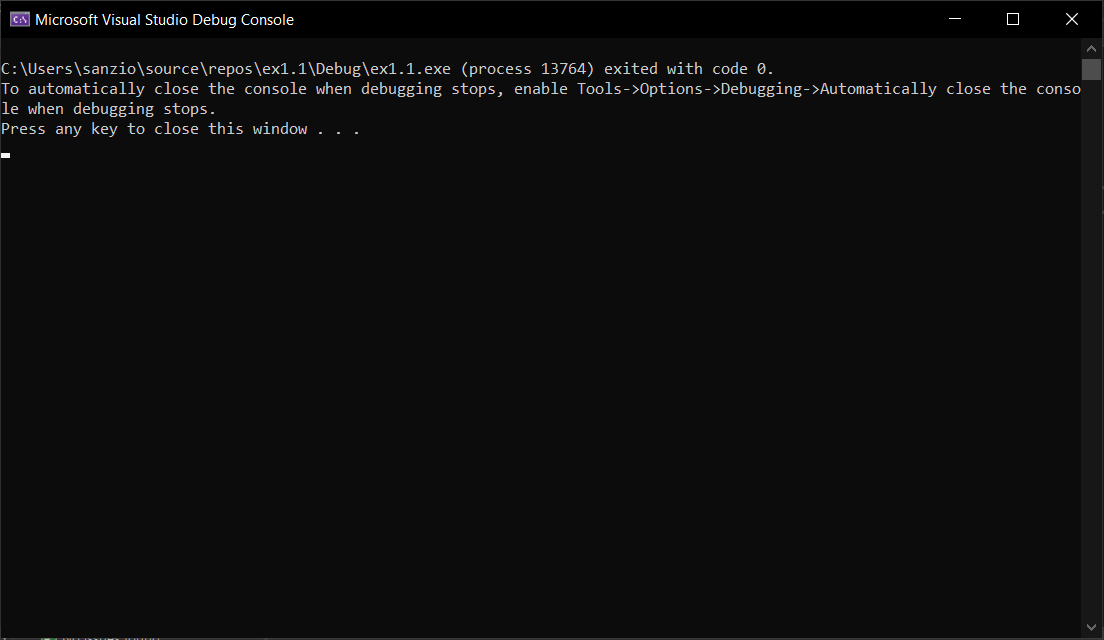 Microsoft Visual Studio Debug Console
C:\Users\sanzio\source\repos\ex1.1\Debug\ex1.1.exe (process 13764) exited with code 0.
To automatically close the console when debugging stops, enable Tools->Options->Debugging->Automatically close the conso
le when debugging stops.
Press any key to close this window . . .